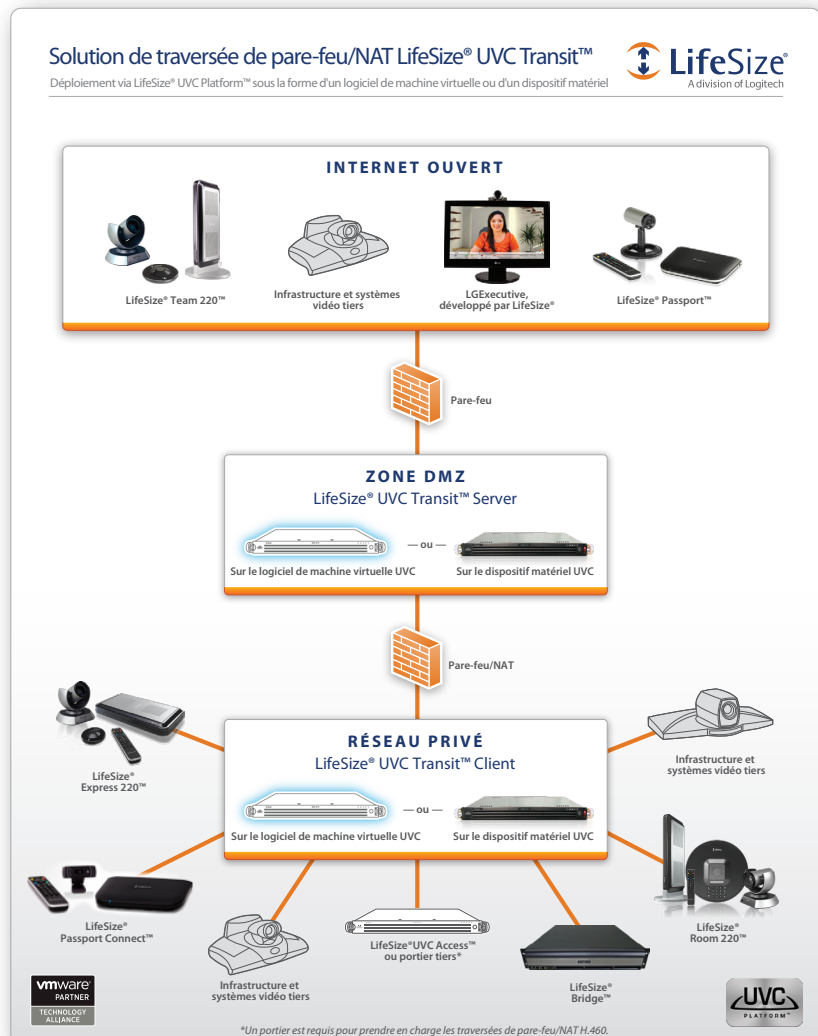 Solution de traversée de pare-feu/NAT LifeSize® UVC Transit™
Déploiement via LifeSize® UVC Platform™ sous la forme d'un logiciel de machine virtuelle ou d'un dispositif matériel
LifeSize®
A division of Logitech
INTERNET OUVERT
LifeSize® Team 220™
Infrastructure et systèmes
vidéo tiers
LGExecutive,
développé par LifeSize®
LifeSize® Passport™
Pare-feu
ZONE DMZ
LifeSize® UVC Transit™ Server
— ou —
Sur le logiciel de machine virtuelle UVC
Sur le dispositif matériel UVC
Pare-feu/NAT
RÉSEAU PRIVÉ
LifeSize® UVC Transit™ Client
— ou —
Sur le logiciel de machine virtuelle UVC
Sur le dispositif matériel UVC
LifeSize®
Express 220™
Infrastructure et
systèmes vidéo tiers
LifeSize®
Passport Connect™
Infrastructure et
systèmes vidéo tiers
LifeSize®UVC Access™
ou portier tiers*
LifeSize®
Bridge™
LifeSize®
Room 220™
vmware®
PARTNER
TECHNOLOGY
ALLIANCE
UVC
PLATFORM™
*Un portier est requis pour prendre en charge les traversées de pare-feu/NAT H.460.